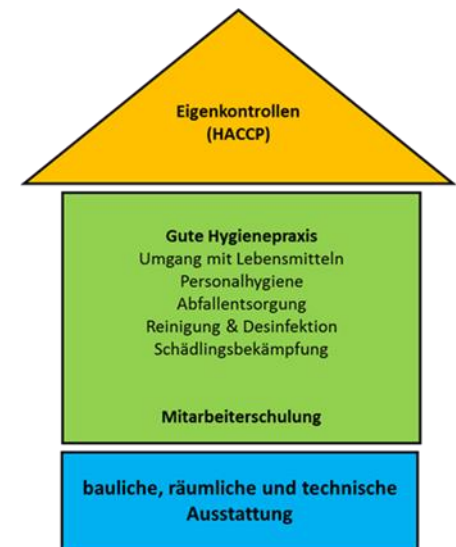 Eigenkontrollen
(HACCP)
Gute Hygienepraxis
Umgang mit Lebensmitteln
Personalhygiene
Abfallentsorgung
Reinigung & Desinfektion
Schädlingsbekämpfung
Mitarbeiterschulung
bauliche, räumliche und technische
Ausstattung